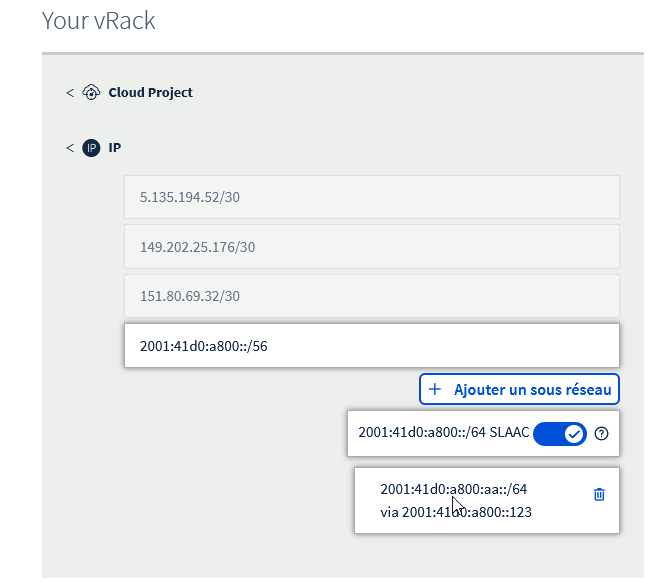 Your vRack
< Cloud Project
< IP IP
5.135.194.52/30
149.202.25.176/30
151.80.69.32/30
2001:41d0:a800::/56
+ Ajouter un sous réseau
2001:41d0:a800::/64 SLAAC ?
2001:41d0:a800:aa::/64
via 2001:41d0:a800::123